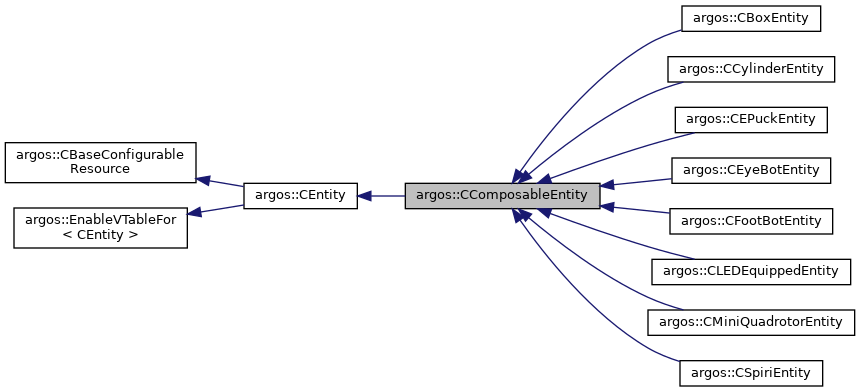 argos::CBaseConfigurable
Resource
argos::EnableVTableFor
< CEntity >
argos::CEntity
argos::CComposableEntity
argos::CBoxEntity
argos::CCylinderEntity
argos::CEPuckEntity
argos::CEyeBotEntity
argos::CFootBotEntity
argos::CLEDEquippedEntity
argos::CMiniQuadrotorEntity
argos::CSpiriEntity